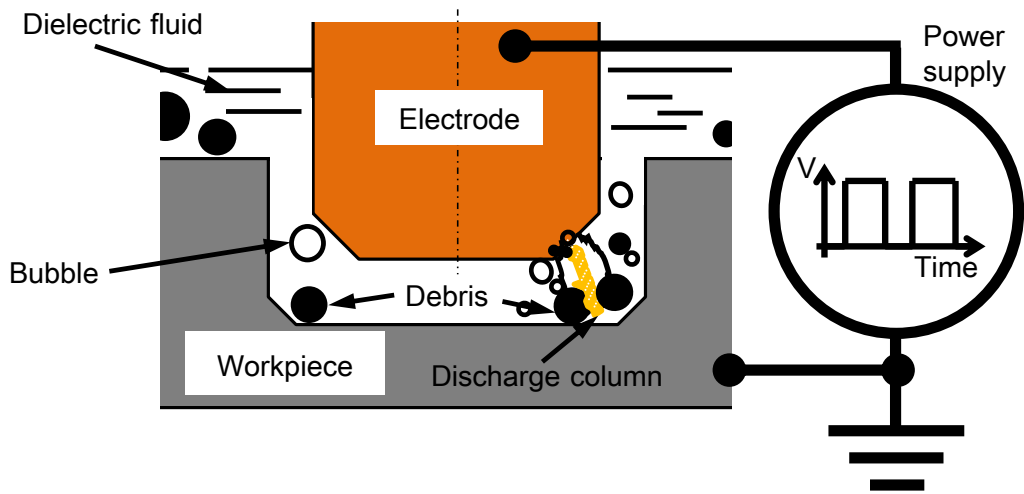 Dielectric fluid
Power
supply
Electrode
V
Time
Bubble
Debris
Workpiece
Discharge column